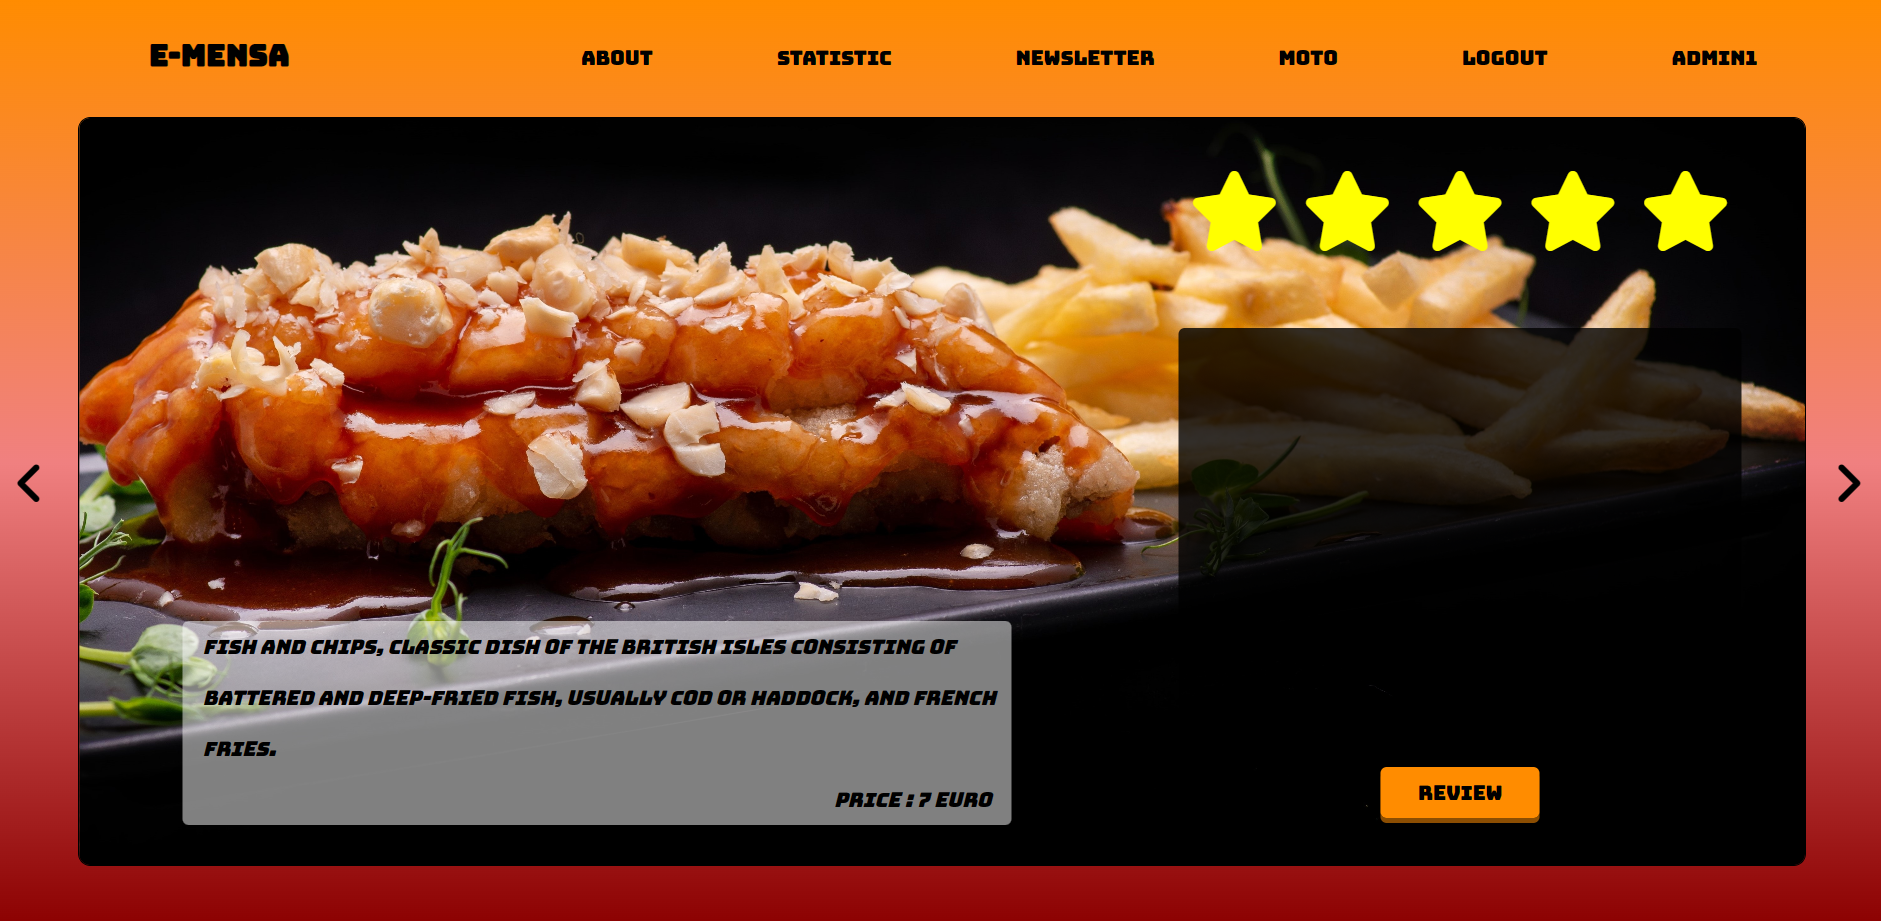 E-MENSA
ABOUT
STATISTIC
NEWSLETTER
MOTO
LOGOUT
ADMIN1
FISH AND CHIPS, CLASSIC DISH OF THE BRITISH ISLES CONSISTING OF
BATTERED AND DEEP-FRIED FISH, USUALLY COD OR HADDOCK, AND FRENCH
FRIES.
PRICE : 7 EURO
REVIEW